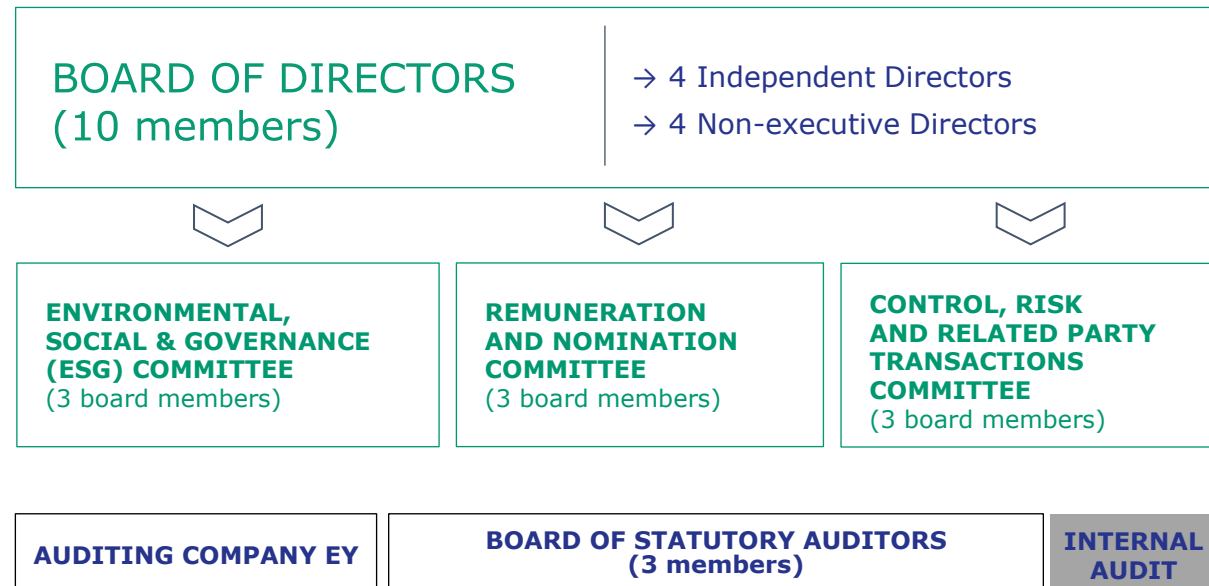 BOARD OF DIRECTORS
(10 members)
→ 4 Independent Directors
→ 4 Non-executive Directors
ENVIRONMENTAL,
SOCIAL & GOVERNANCE
(ESG) COMMITTEE
(3 board members)
REMUNERATION
AND NOMINATION
COMMITTEE
(3 board members)
CONTROL, RISK
AND RELATED PARTY
TRANSACTIONS
COMMITTEE
(3 board members)
AUDITING COMPANY EY
BOARD OF STATUTORY AUDITORS
(3 members)
INTERNAL
AUDIT